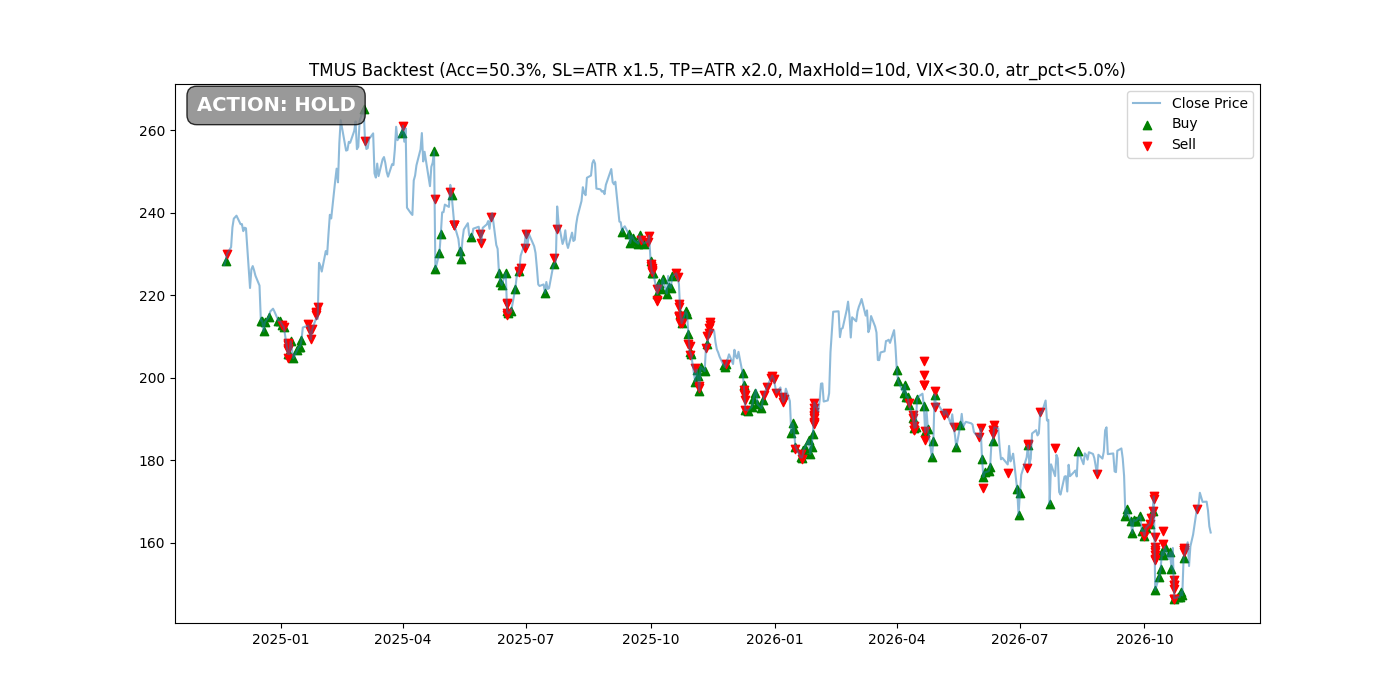 TMUS Backtest (Acc=50.3%, SL=ATR x1.5, TP=ATR x2.0, MaxHold=10d, VIX<30.0, atr_pct<5.0%)
ACTION: HOLD
Close Price
Buy
Sell
260
240
220
200
180
160
2025-01 2025-04 2025-07 2025-10 2026-01 2026-04 2026-07 2026-10